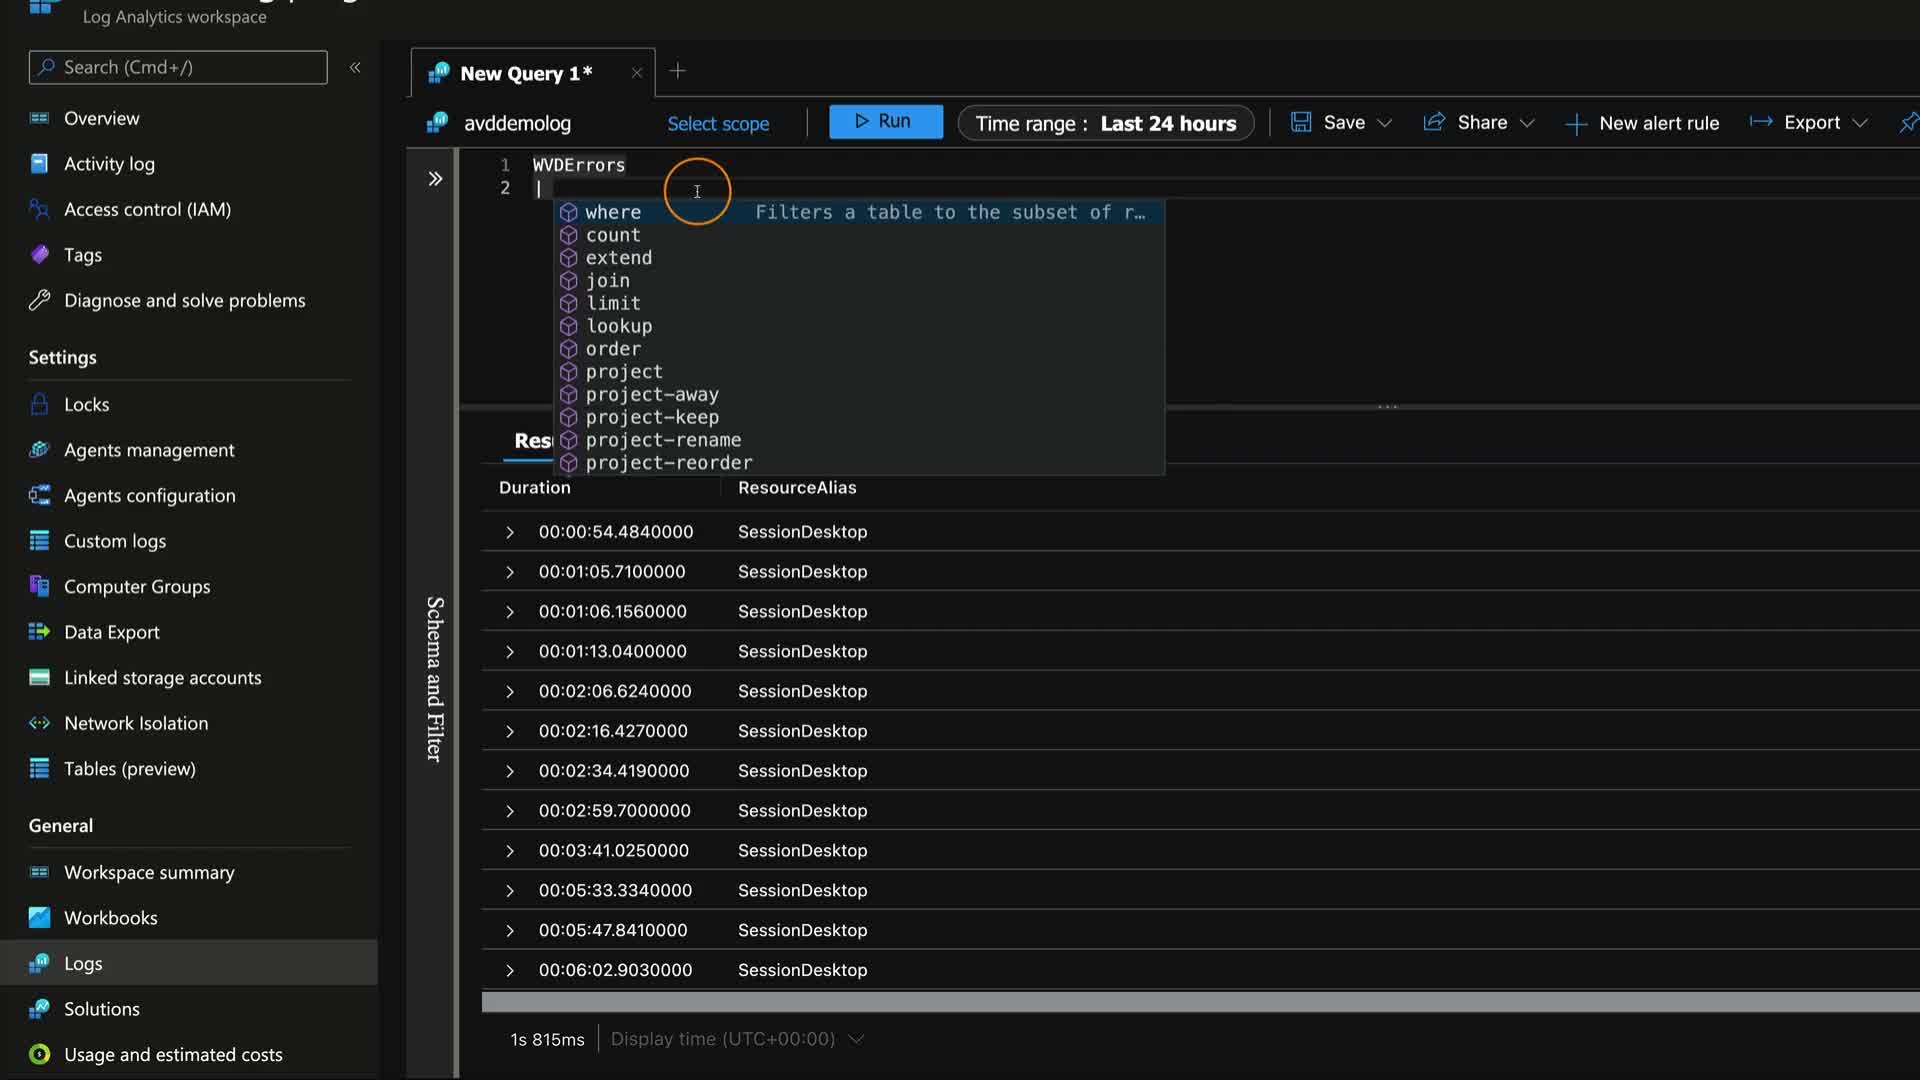 Log Analytics workspace
Search (Cmd+/)
«
Overview
Activity log
Access control (IAM)
Tags
Diagnose and solve problems
Settings
Locks
Agents management
Agents configuration
Custom logs
Computer Groups
Data Export
Linked storage accounts
Network Isolation
Tables (preview)
General
Workspace summary
Workbooks
Logs
Solutions
Usage and estimated costs
New Query 1*
avddemolog
Select scope
Run
Time range : Last 24 hours
Save
Share
New alert rule
Export
Schema and Filter
1 WVDErrors
2 |
where Filters a table to the subset of r…
count
extend
join
limit
lookup
order
project
project-away
project-keep
project-rename
project-reorder
Duration ResourceAlias
00:00:54.4840000 SessionDesktop
00:01:05.7100000 SessionDesktop
00:01:06.1560000 SessionDesktop
00:01:13.0400000 SessionDesktop
00:02:06.6240000 SessionDesktop
00:02:16.4270000 SessionDesktop
00:02:34.4190000 SessionDesktop
00:02:59.7000000 SessionDesktop
00:03:41.0250000 SessionDesktop
00:05:33.3340000 SessionDesktop
00:05:47.8410000 SessionDesktop
00:06:02.9030000 SessionDesktop
1s 815ms
Display time (UTC+00:00)